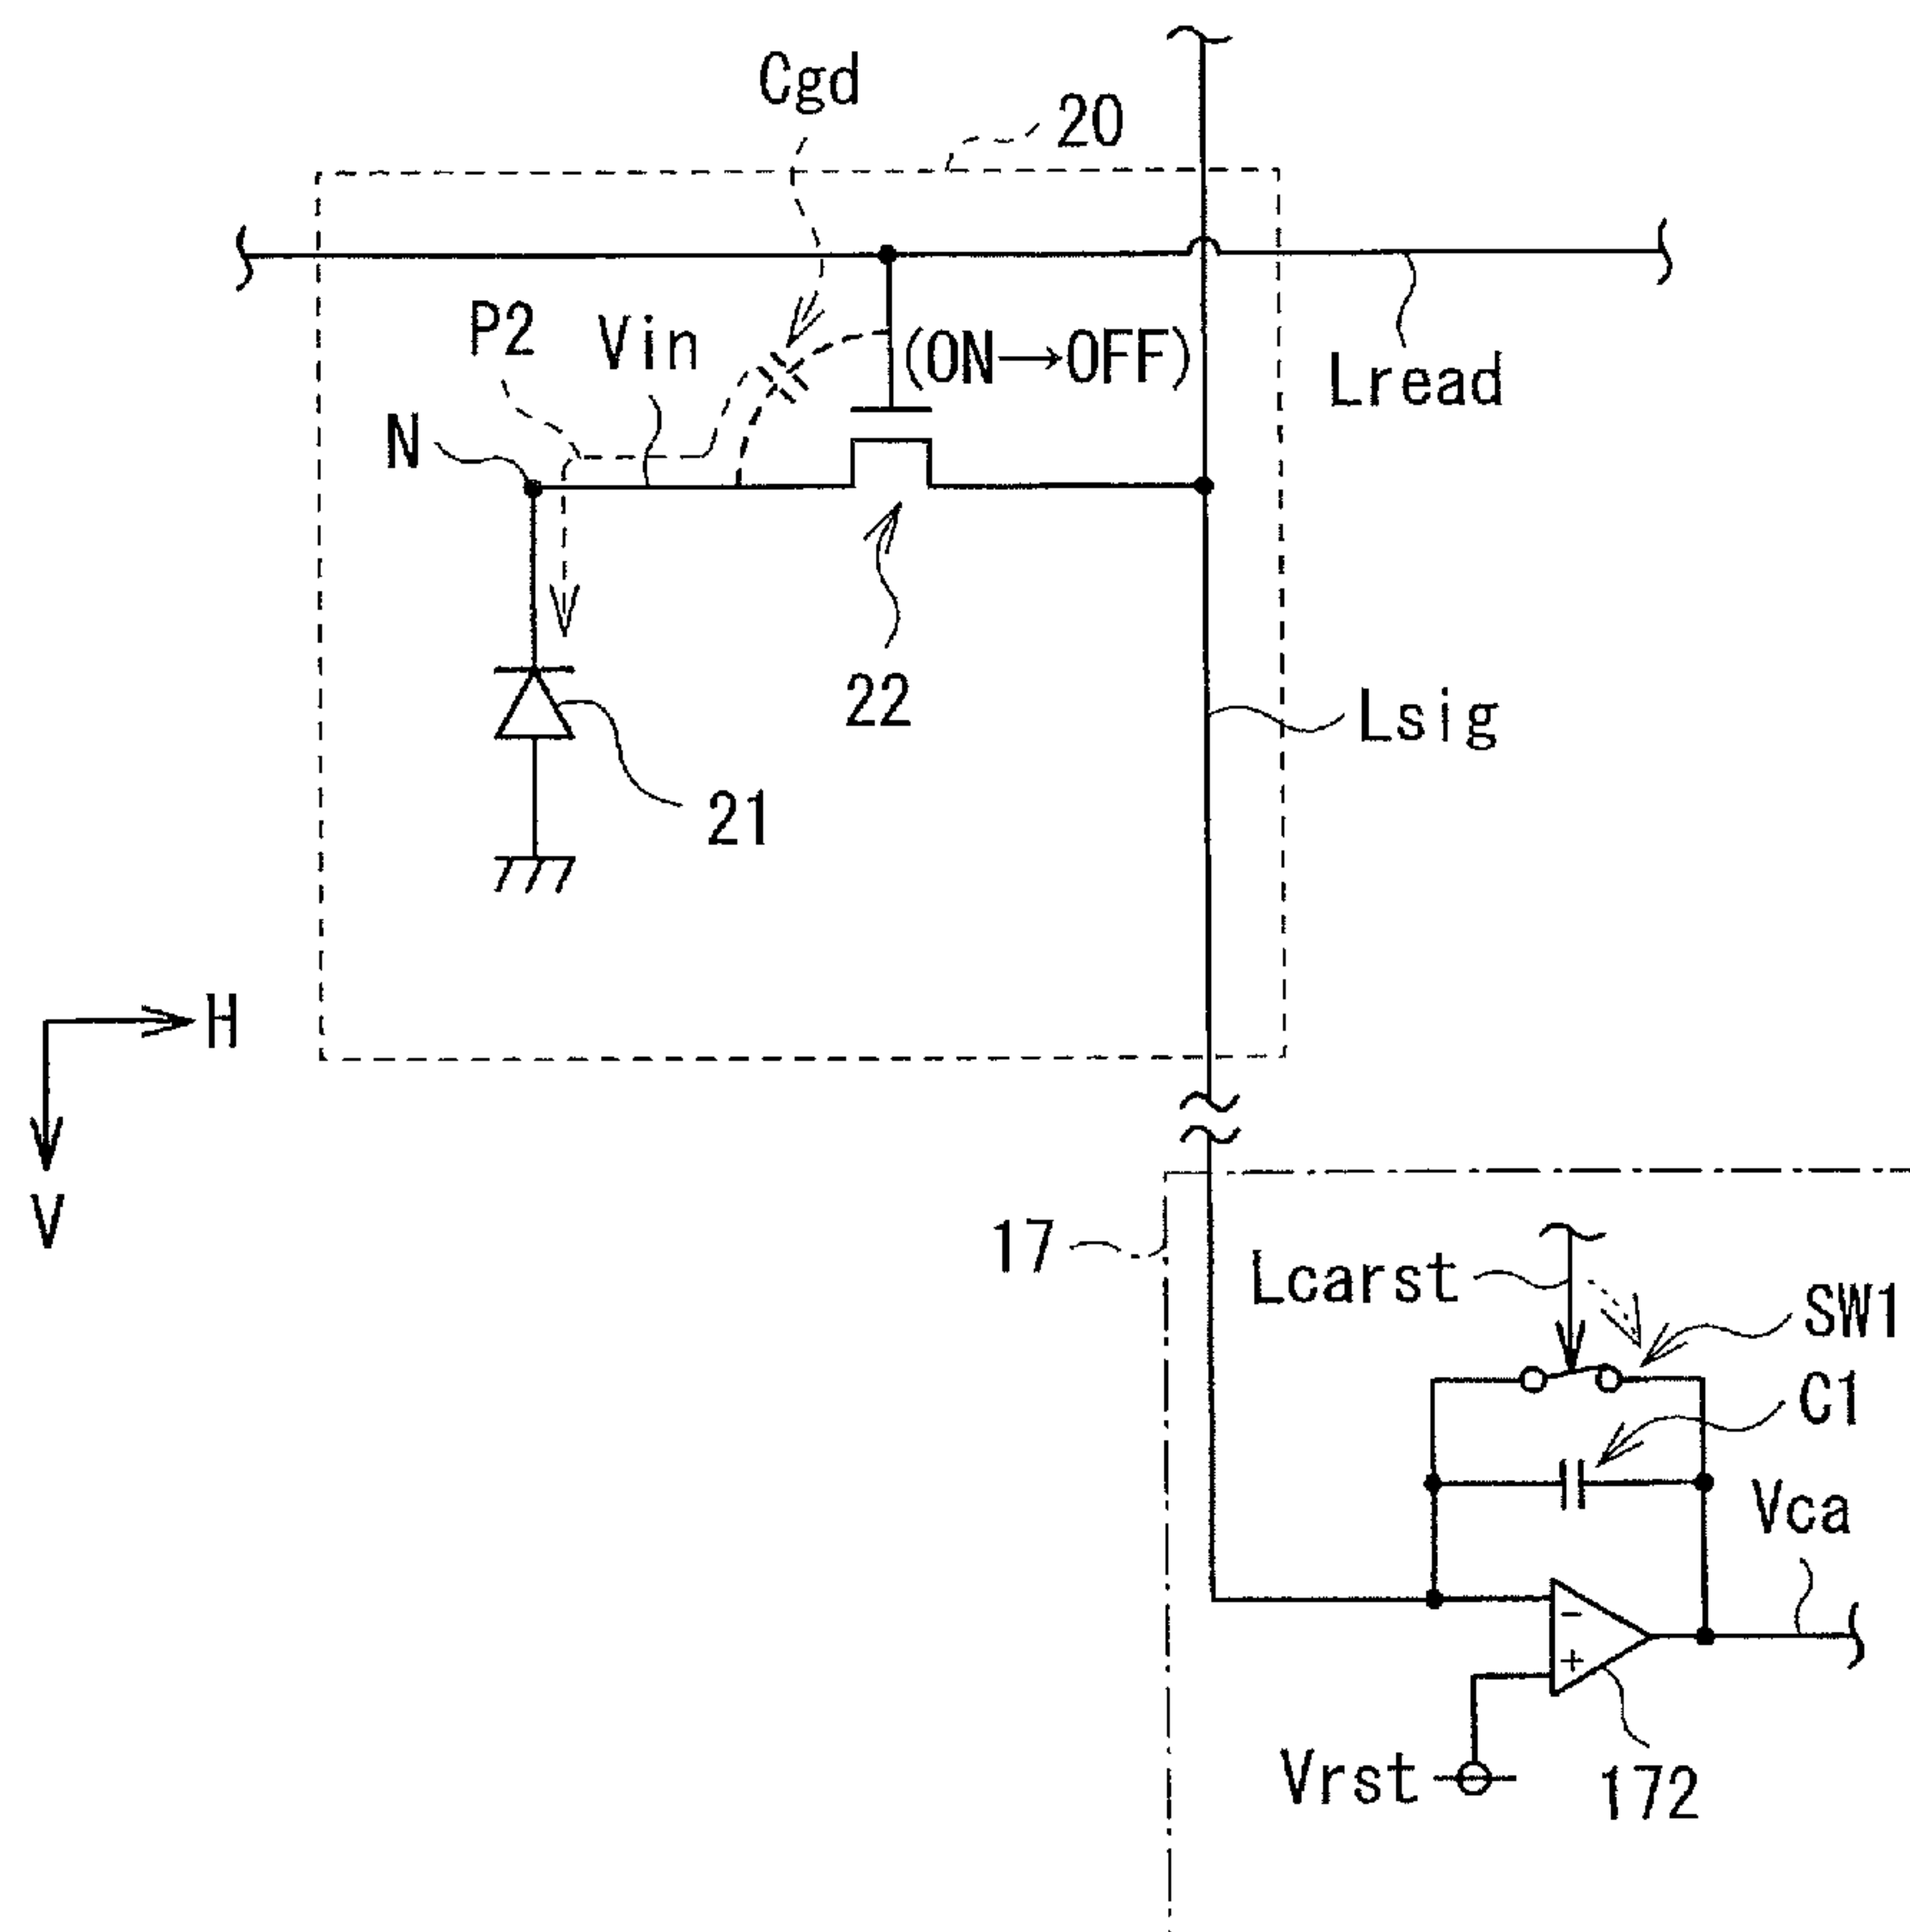 Cgd
20
P2
Vin
(ON→OFF)
Lread
N
22
Lsig
21
H
V
17
Lcarst
SW1
C1
Vca
−
+
Vrst
172